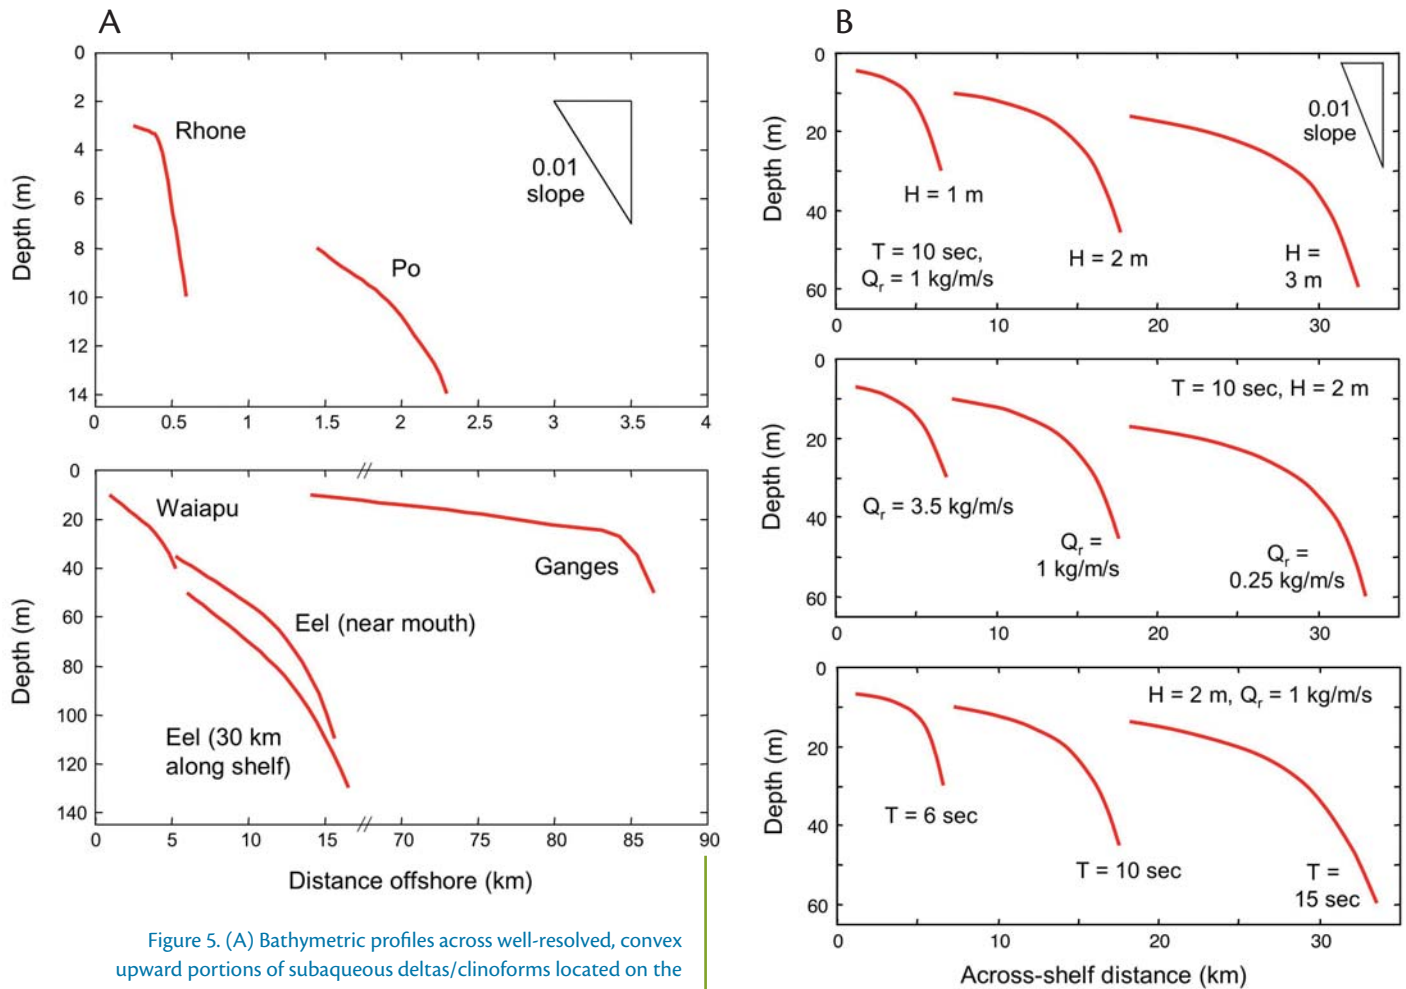 A
0
2
4
6
8
10
12
14
Depth (m)
Rhone
Po
0.01
slope
0
0.5
1
1.5
2
2.5
3
3.5
4
0
20
40
60
80
100
120
140
Depth (m)
Waiapu
Ganges
Eel (near mouth)
Eel (30 km
along shelf)
0
5
10
15
70
75
80
85
90
Distance offshore (km)
Figure 5. (A) Bathymetric profiles across well-resolved, convex
upward portions of subaqueous deltas/clinoforms located on the
B
0
20
40
60
Depth (m)
0.01
slope
H = 1 m
T = 10 sec,
Qr = 1 kg/m/s
H = 2 m
H =
3 m
0
10
20
30
0
20
40
60
Depth (m)
T = 10 sec, H = 2 m
Qr = 3.5 kg/m/s
Qr =
1 kg/m/s
Qr =
0.25 kg/m/s
0
10
20
30
0
20
40
60
Depth (m)
H = 2 m, Qr = 1 kg/m/s
T = 6 sec
T = 10 sec
T =
15 sec
0
10
20
30
Across-shelf distance (km)